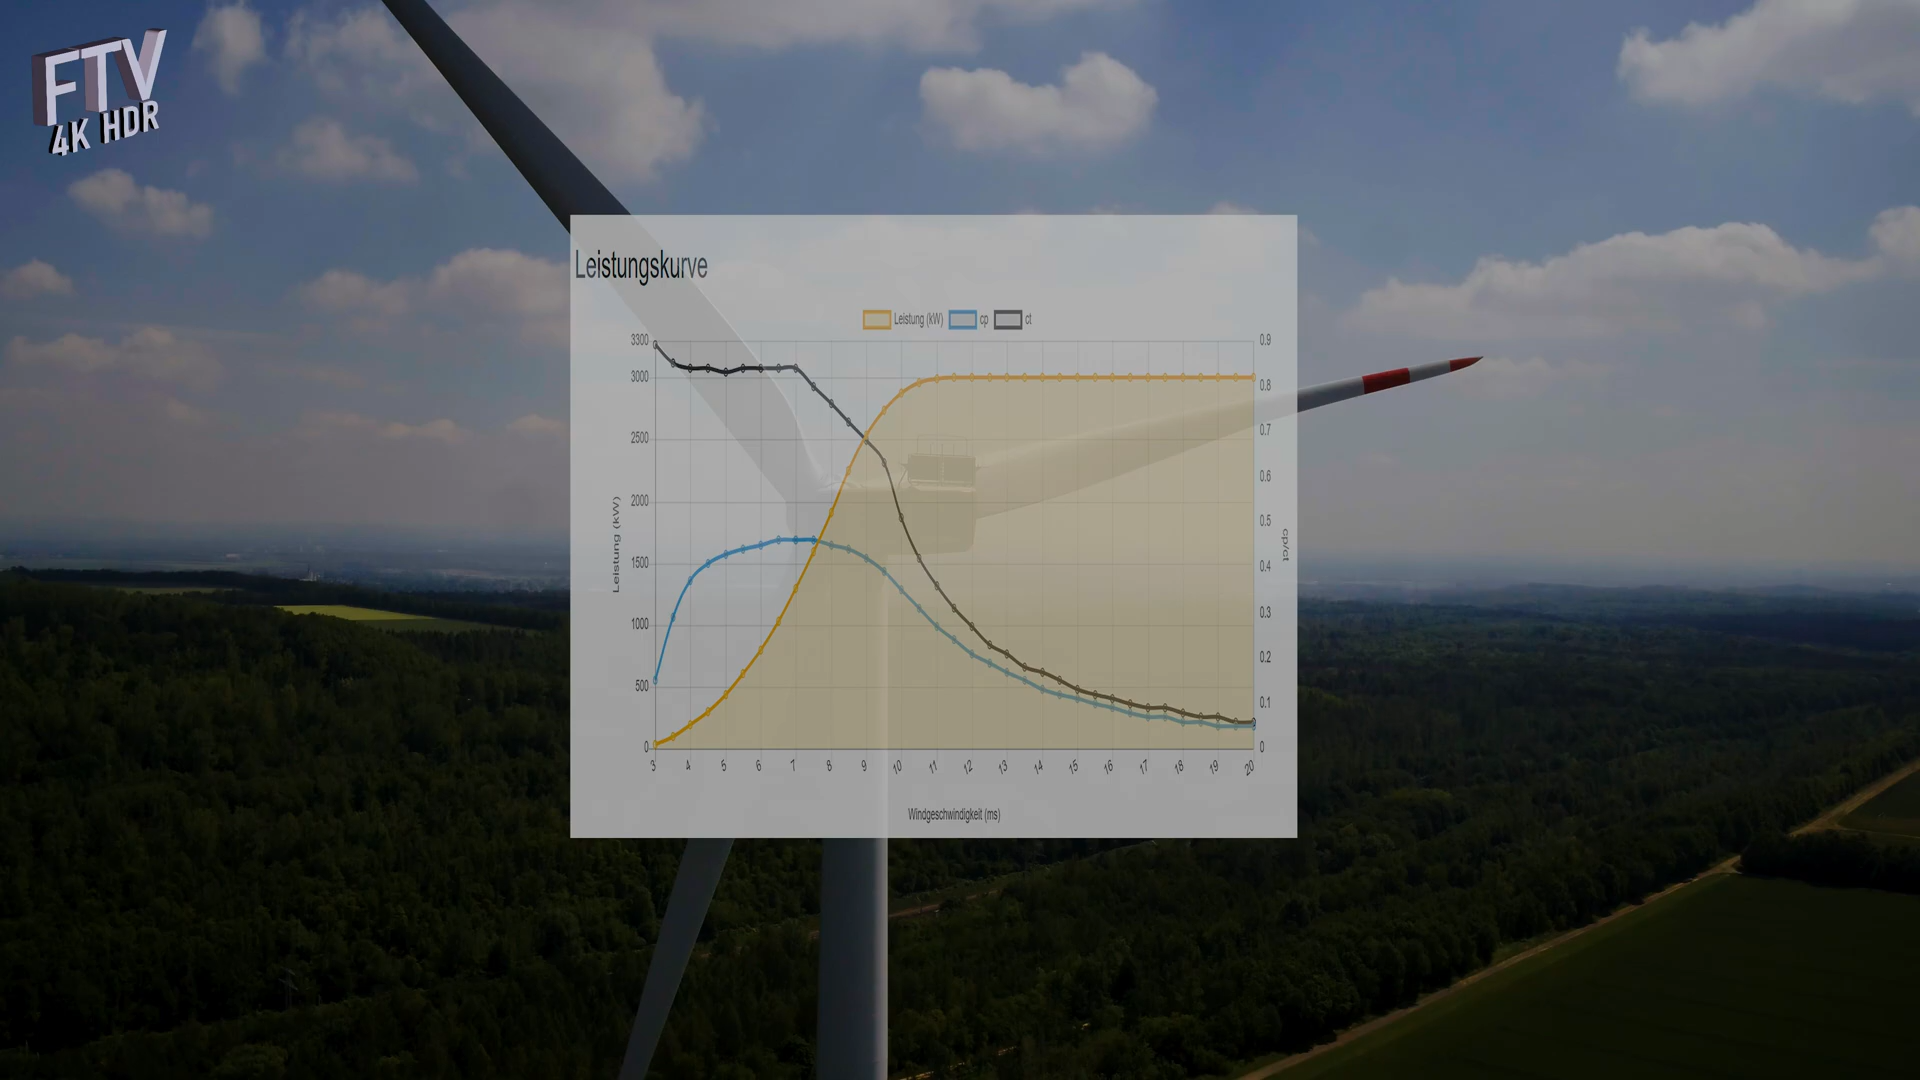 FTV
4K HDR
Leistungskurve
Leistung (kW) cp ct
3300
3000
2500
2000
1500
1000
500
0
Leistung (kW)
0.9
0.8
0.7
0.6
0.5
0.4
0.3
0.2
0.1
0
cp/ct
3 4 5 6 7 8 9 10 11 12 13 14 15 16 17 18 19 20
Windgeschwindigkeit (ms)